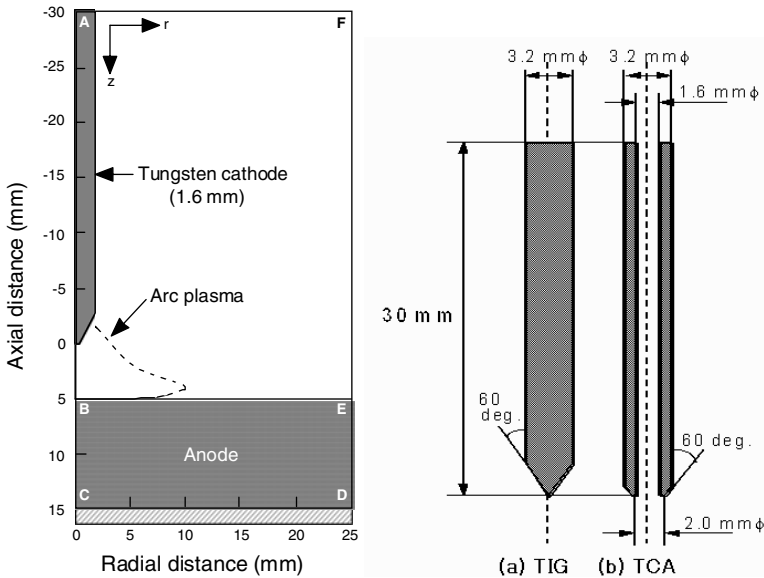 -30
-25
-20
-15
-10
-5
0
5
10
15
Axial distance (mm)
A
F
r
z
Tungsten cathode
(1.6 mm)
Arc plasma
B
E
Anode
C
D
0
5
10
15
20
25
Radial distance (mm)
3.2 mmϕ
3.2 mmϕ
1.6 mmϕ
30 mm
60
deg.
60 deg.
2.0 mmϕ
(a) TIG
(b) TCA